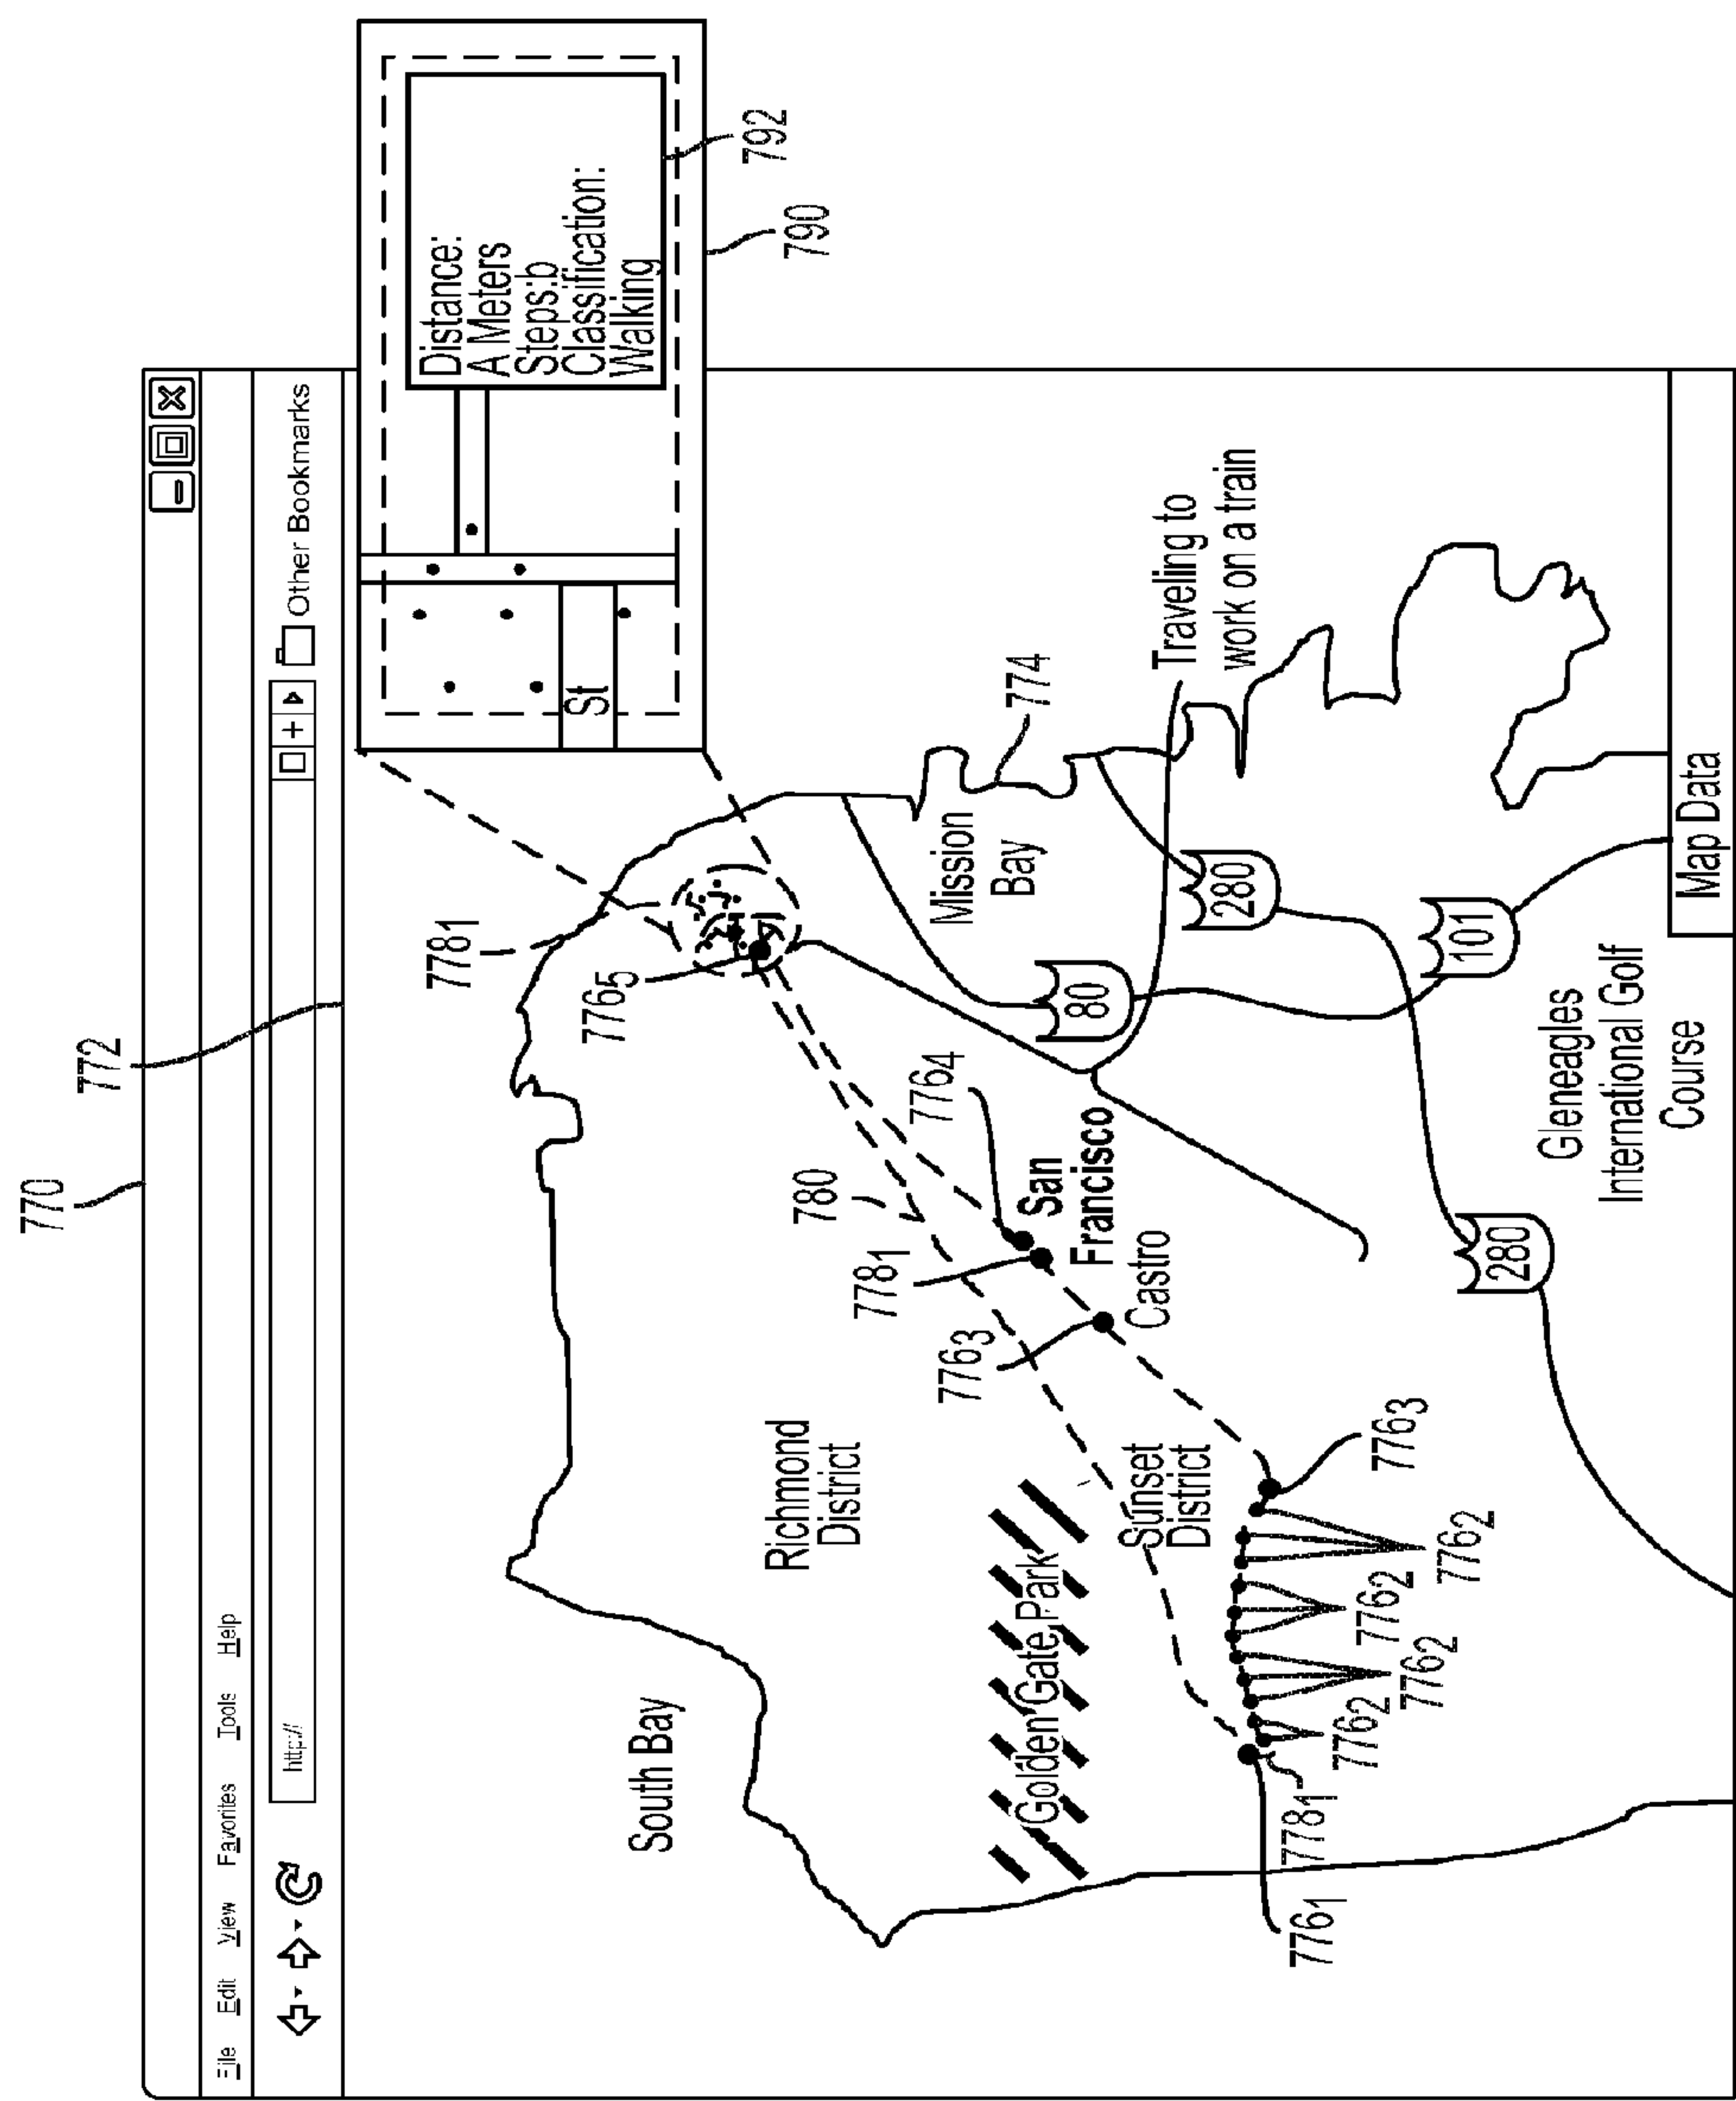 770
772
File Edit View Favorites Tools Help
http://
Other Bookmarks
Distance:
A Meters
Steps:b
Classification:
Walking
St
792
790
South Bay
Richmond
District
778₁
776₅
780
778₁
776₄
776₃
San
Francisco
Castro
Mission
Bay
774
Traveling to
work on a train
Golden Gate Park
Sunset
District
80
280
101
280
776₃
776₂
776₂
776₂
776₂
778₁
776₁
Gleneagles
International Golf
Course
Map Data